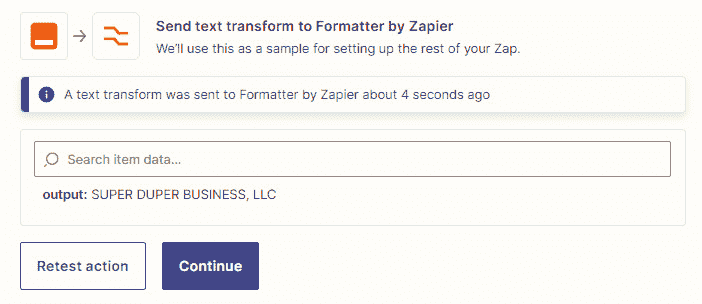 Send text transform to Formatter by Zapier
We'll use this as a sample for setting up the rest of your Zap.
A text transform was sent to Formatter by Zapier about 4 seconds ago
Search item data...
output: SUPER DUPER BUSINESS, LLC
Retest action
Continue